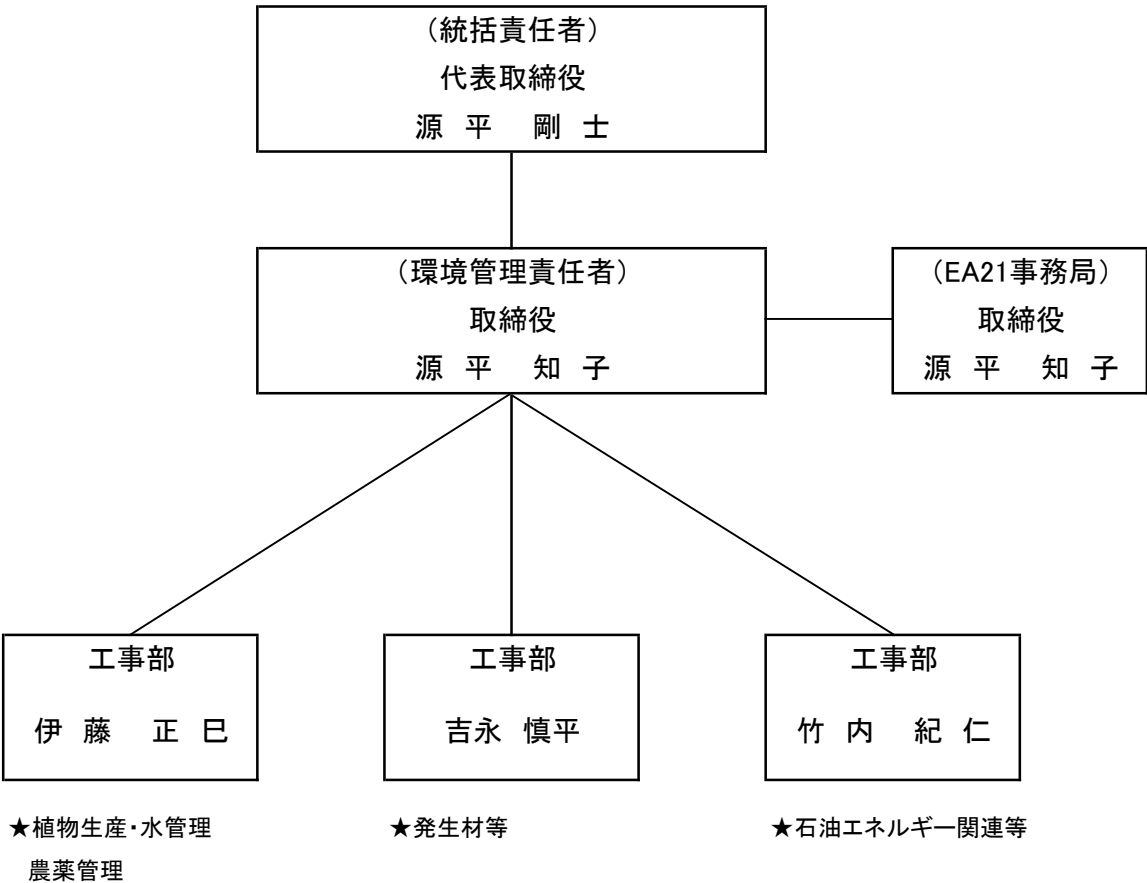 （統括責任者）
代表取締役
源 平　剛 士
（環境管理責任者）
取締役
源 平　知 子
（EA21事務局）
取締役
源 平　知 子
工事部
伊 藤　正 巳
工事部
吉永 慎平
工事部
竹 内　紀 仁
★植物生産・水管理
農薬管理
★発生材等
★石油エネルギー関連等